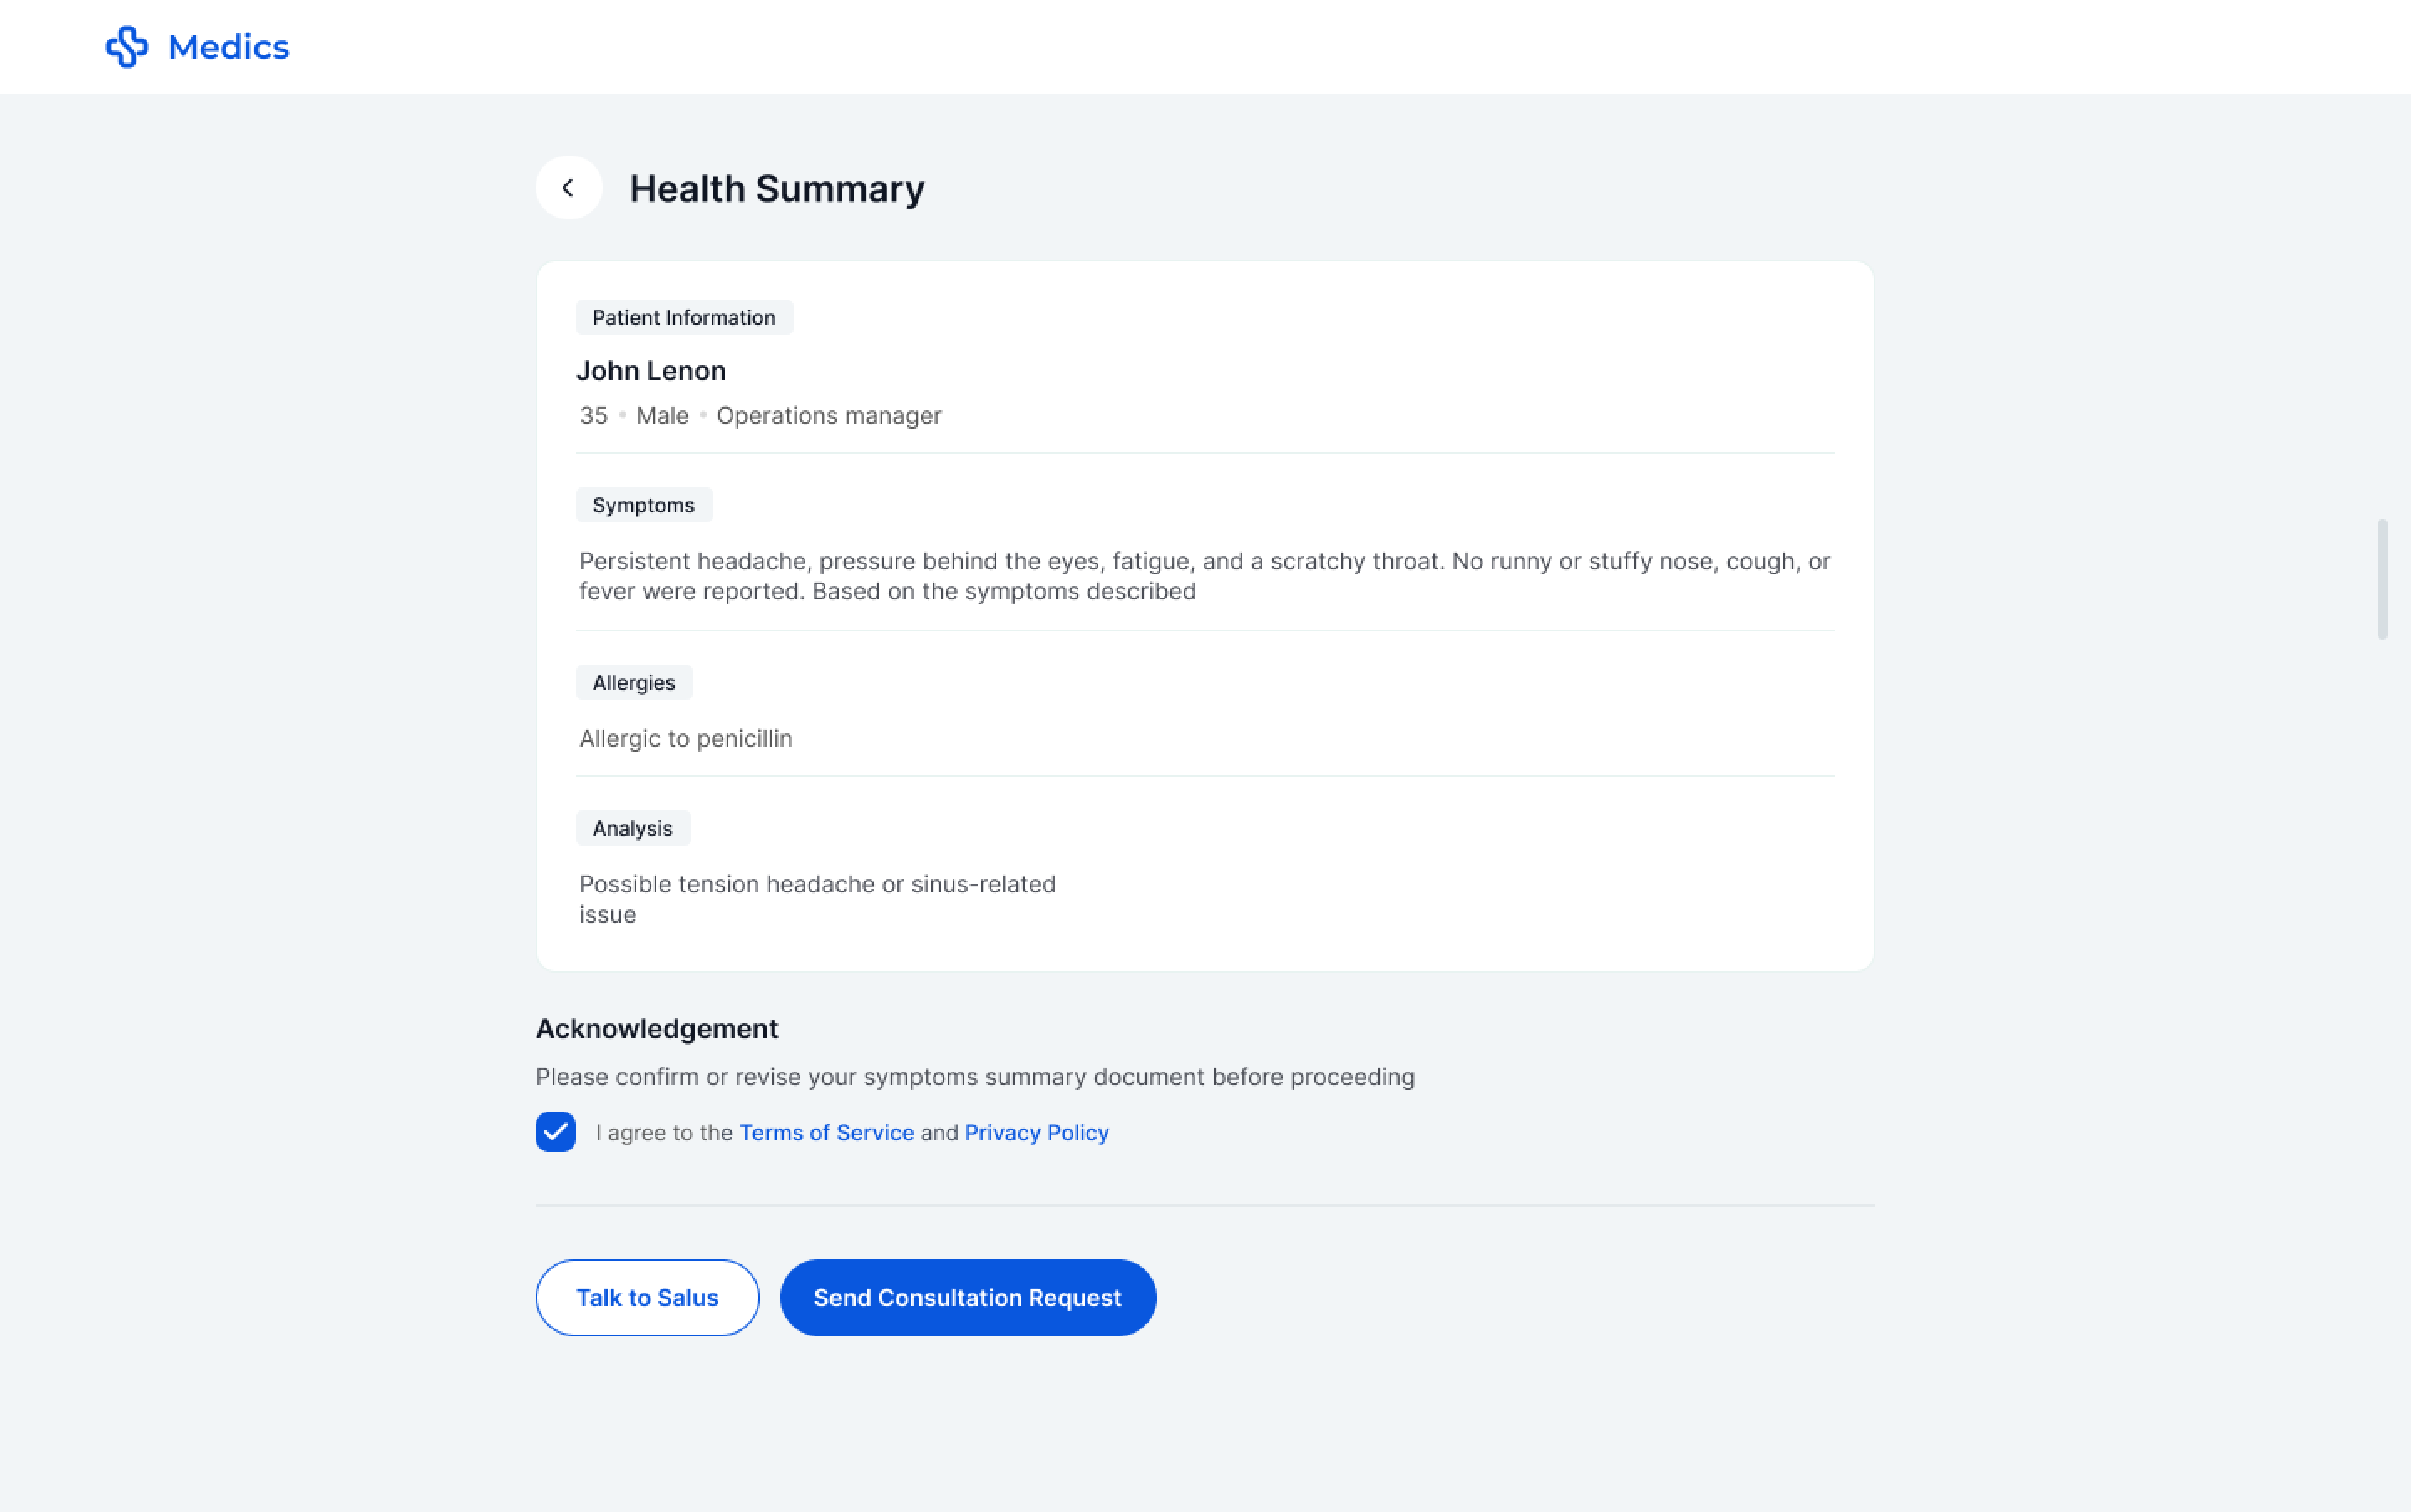 Medics
Health Summary
Patient Information
John Lenon
35 • Male • Operations manager
Symptoms
Persistent headache, pressure behind the eyes, fatigue, and a scratchy throat. No runny or stuffy nose, cough, or
fever were reported. Based on the symptoms described
Allergies
Allergic to penicillin
Analysis
Possible tension headache or sinus-related
issue
Acknowledgement
Please confirm or revise your symptoms summary document before proceeding
I agree to the Terms of Service and Privacy Policy
Talk to Salus
Send Consultation Request